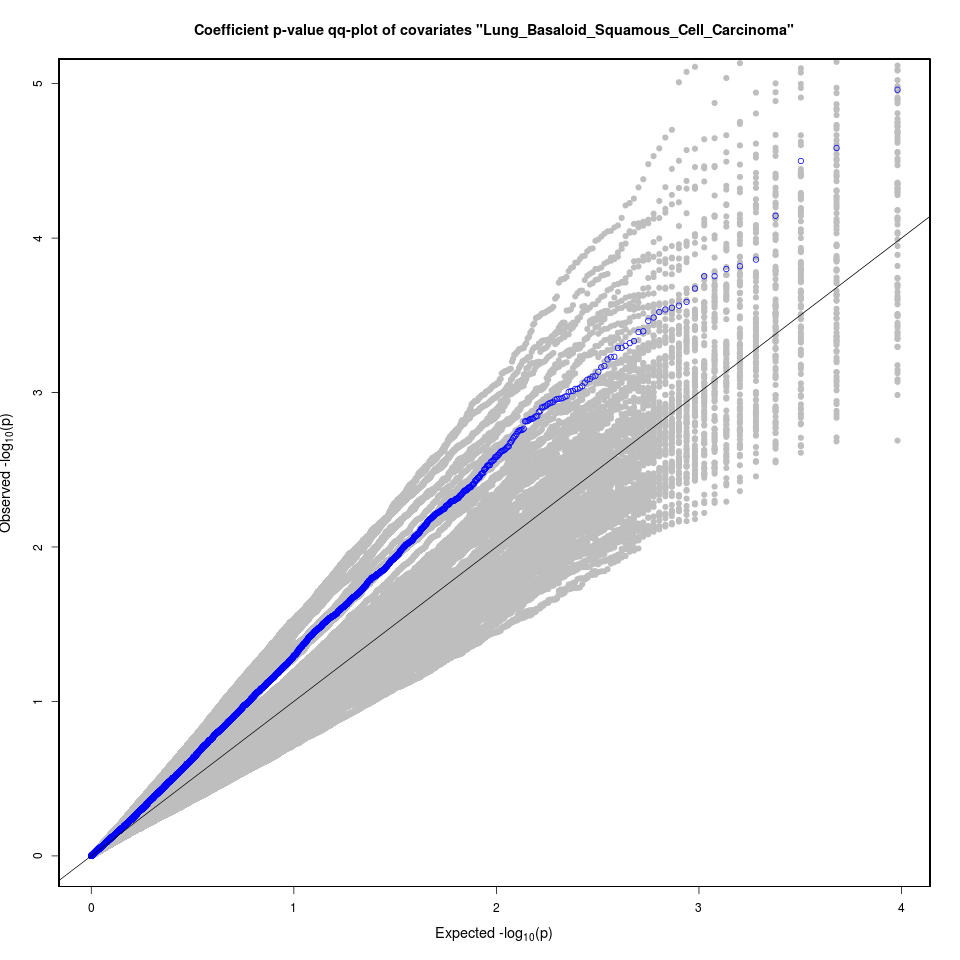 Coefficient p-value qq-plot of covariates "Lung_Basaloid_Squamous_Cell_Carcinoma"
5
4
3
2
1
0
Observed -log10(p)
0 1 2 3 4
Expected -log10(p)